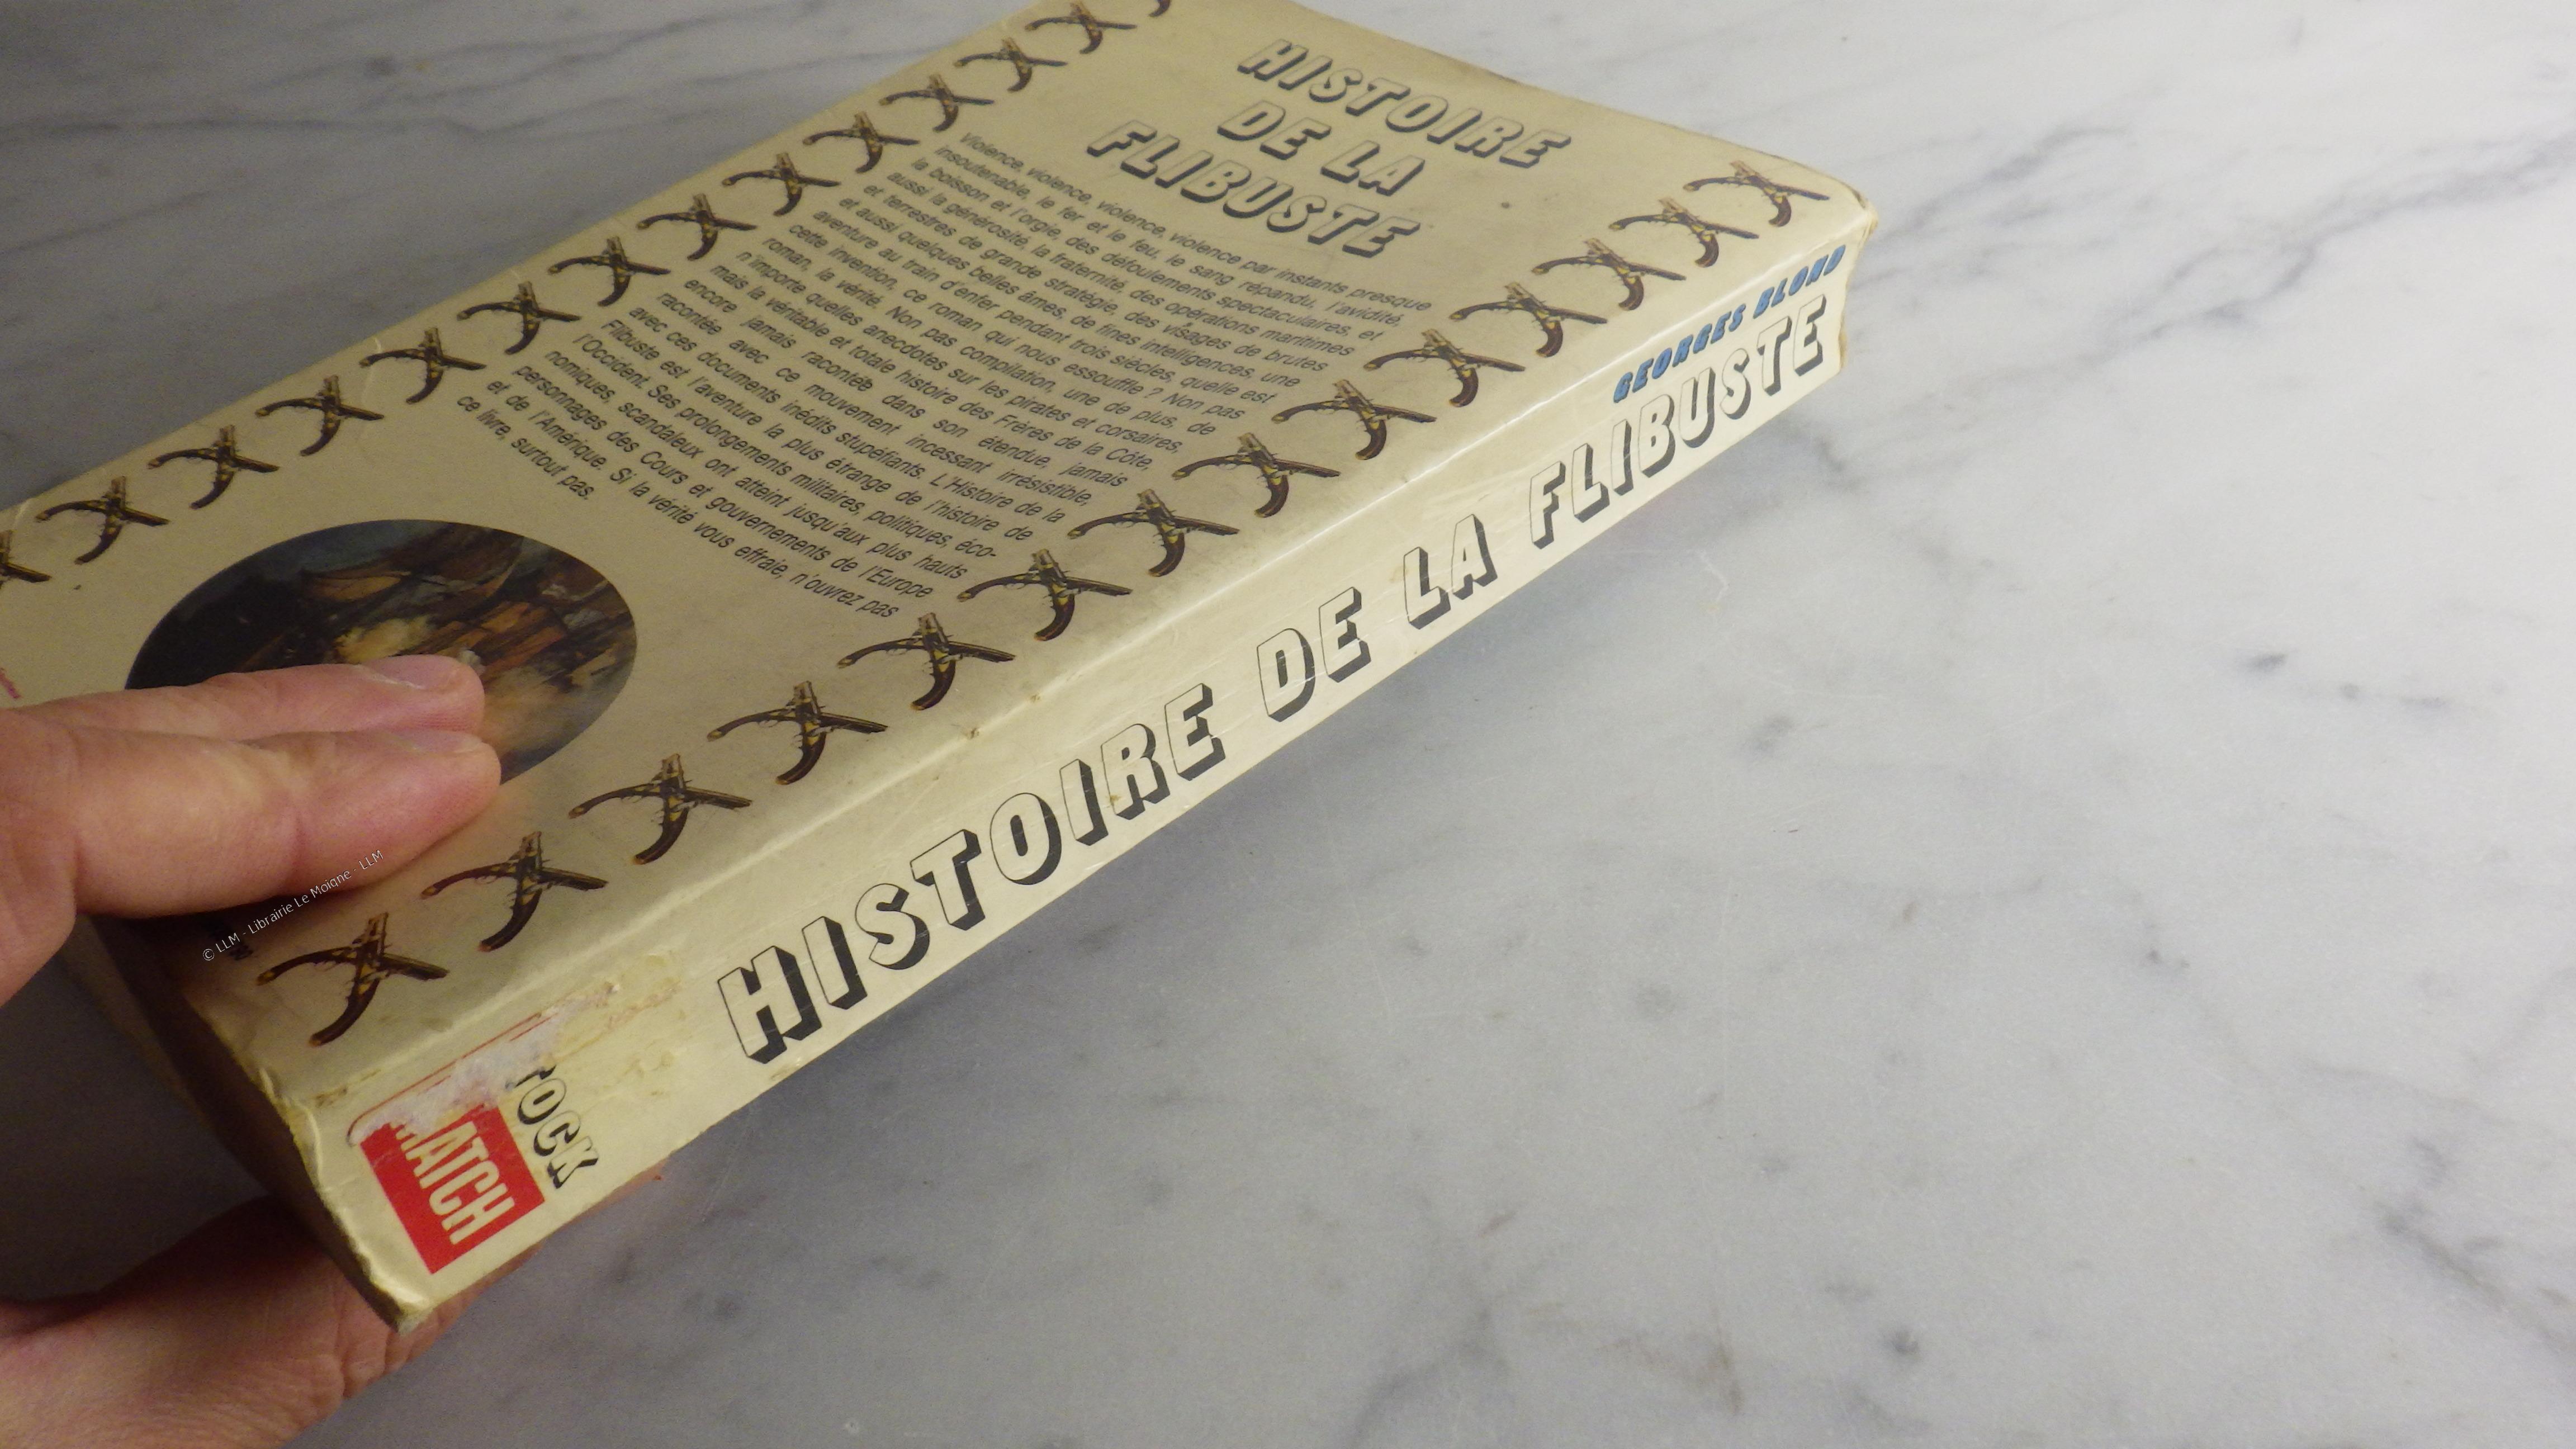 HISTOIRE
DE LA
FLIBUSTE
Violence, violence, violence, violence par instants presque
insoutenable, le fer et le feu, le sang répandu, l'avidité,
la boisson et l'orgie, des défoulements spectaculaires, et
aussi la générosité, la fraternité, des opérations maritimes
et terrestres de grande stratégie, des visages de brutes
et aussi quelques belles âmes, de fines intelligences, une
aventure au train d'enfer pendant trois siècles, quelle est
cette invention, ce roman qui nous essouffle ? Non pas
roman, la vérité. Non pas compilation, une de plus, de
n'importe quelles anecdotes sur les pirates et corsaires,
mais la véritable et totale histoire des Frères de la Côte,
encore jamais racontée dans son étendue, jamais
racontée avec ce mouvement incessant irrésistible,
avec ces documents inédits stupéfiants. L'Histoire de la
Flibuste est l'aventure la plus étrange de l'histoire de
l'Occident. Ses prolongements militaires, politiques, éco-
nomiques, scandaleux ont atteint jusqu'aux plus hauts
personnages des Cours et gouvernements de l'Europe
et de l'Amérique. Si la vérité vous effraie, n'ouvrez pas
ce livre, surtout pas.
GEORGES BLOND
HISTOIRE DE LA FLIBUSTE
TOCK
MATCH
© LLM - Librairie Le Moigne - LLM